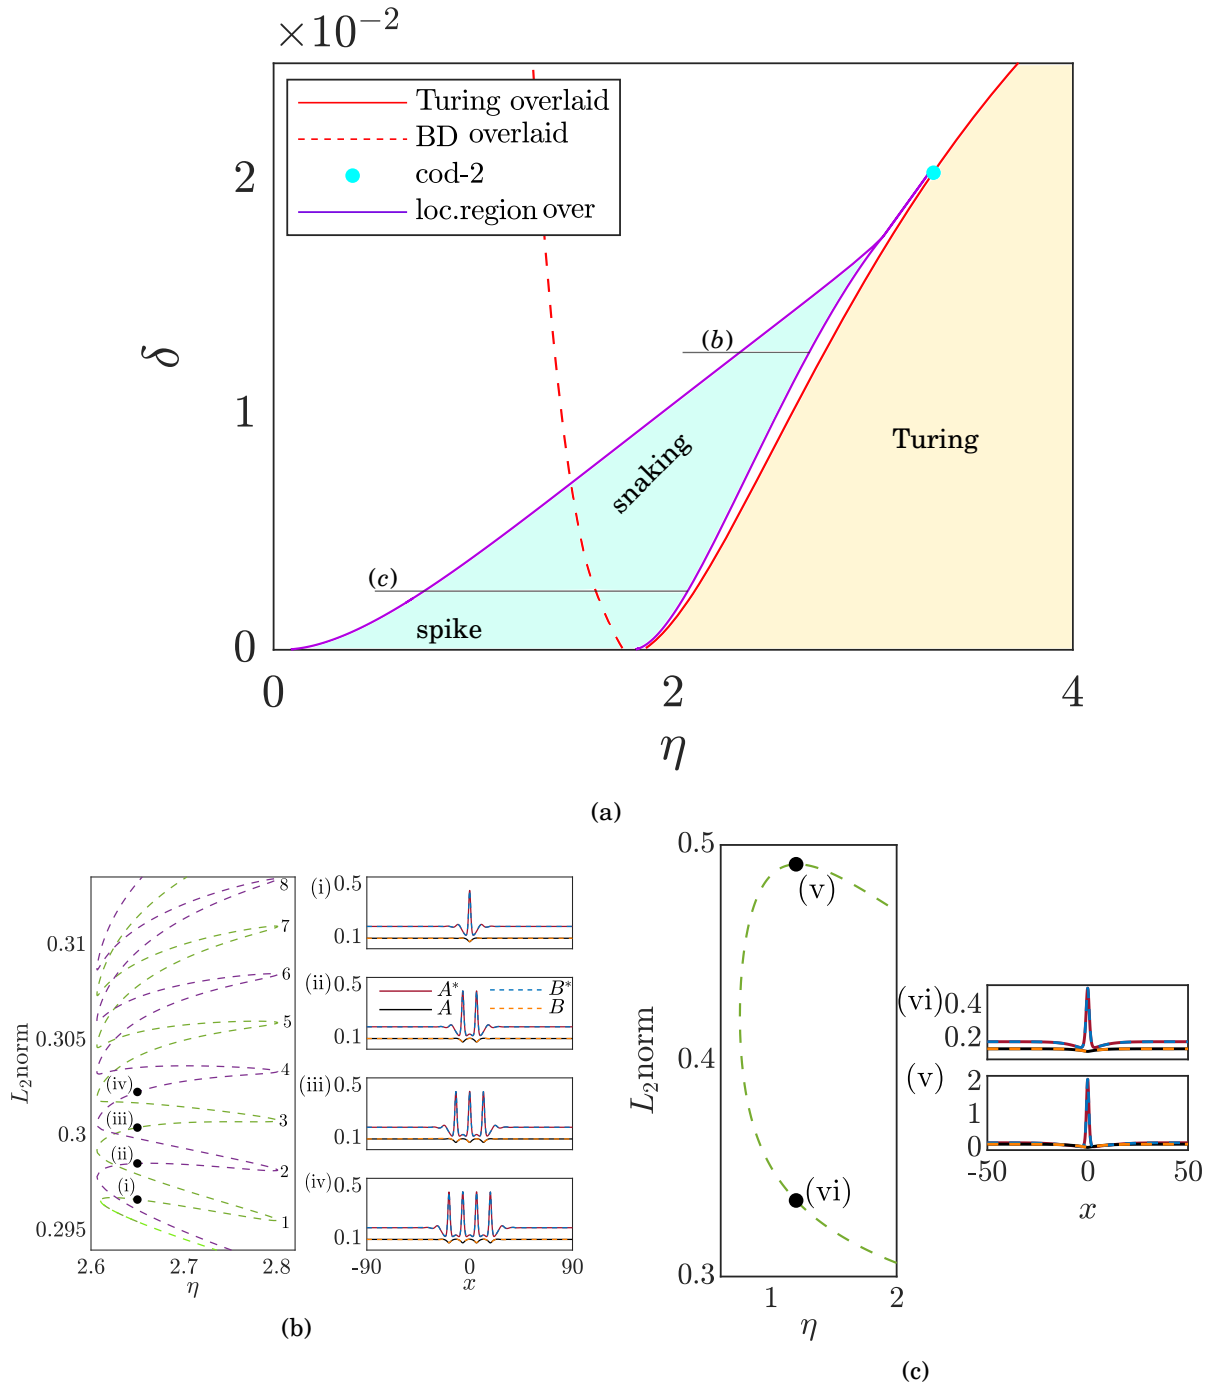 ×10⁻²
Turing overlaid
BD overlaid
cod-2
loc.region over
2
1
0
δ
(b)
(c)
snaking
spike
Turing
0
2
4
η
(a)
0.31
0.305
0.3
0.295
L₂norm
8
7
6
5
4
3
2
1
(iv)
(iii)
(ii)
(i)
2.6
2.7
2.8
η
(i)
0.5
0.1
(ii)
0.5
0.1
A*
B*
A
B
(iii)
0.5
0.1
(iv)
0.5
0.1
-90
0
90
x
(b)
0.5
0.4
0.3
L₂norm
(v)
(vi)
1
2
η
(vi)
0.4
0.2
(v)
2
1
0
-50
0
50
x
(c)